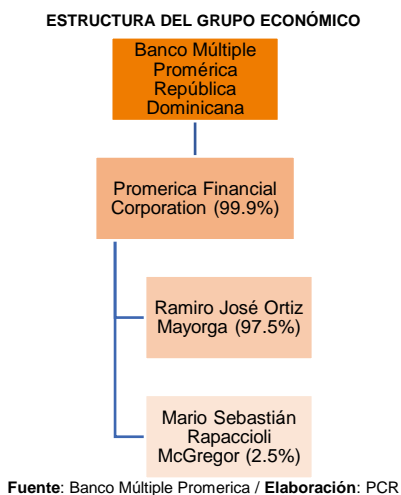 ESTRUCTURA DEL GRUPO ECONÓMICO
Banco Múltiple
Promérica
República
Dominicana
Promerica Financial
Corporation (99.9%)
Ramiro José Ortiz
Mayorga (97.5%)
Mario Sebastián
Rapaccioli
McGregor (2.5%)
Fuente: Banco Múltiple Promerica / Elaboración: PCR